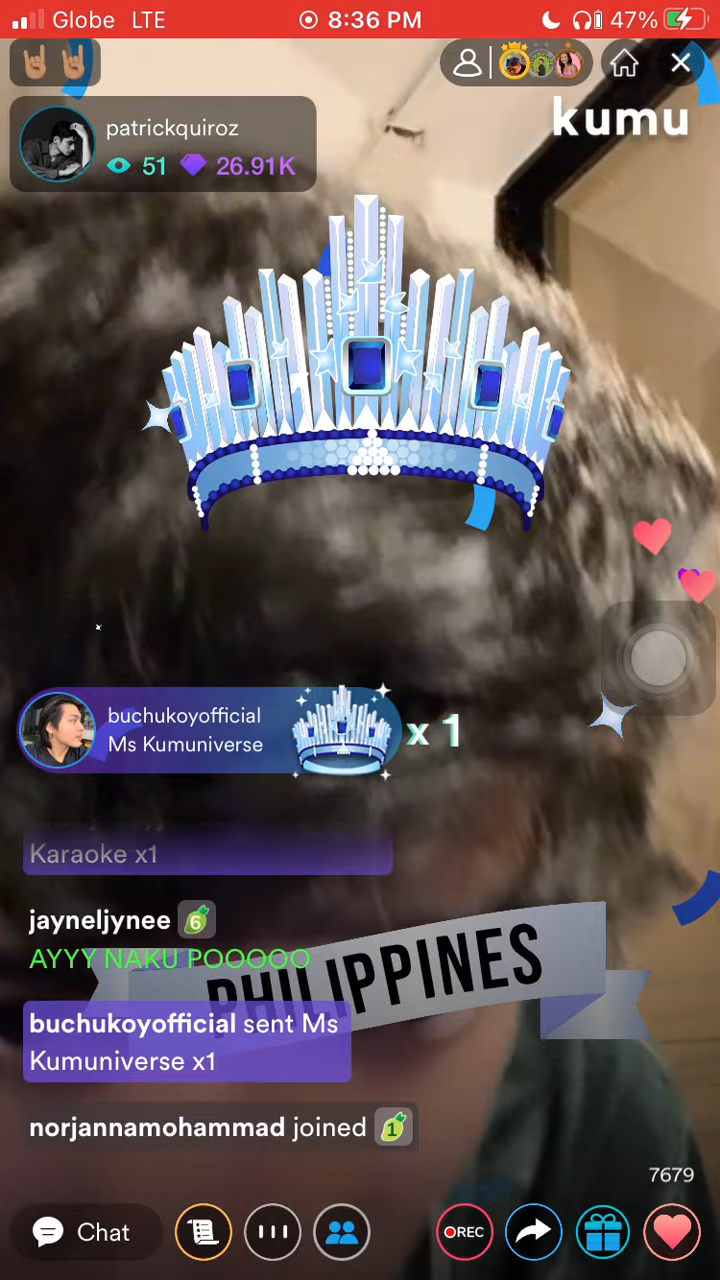 Globe LTE
8:36 PM
47%
patrickquiroz
51 26.91K
kumu
buchukoyofficial
Ms Kumuniverse
x 1
Karaoke x1
jayneljynee 6
AYYY NAKU POOOOO
PHILIPPINES
buchukoyofficial sent Ms
Kumuniverse x1
norjannamohammad joined 1
7679
Chat
REC